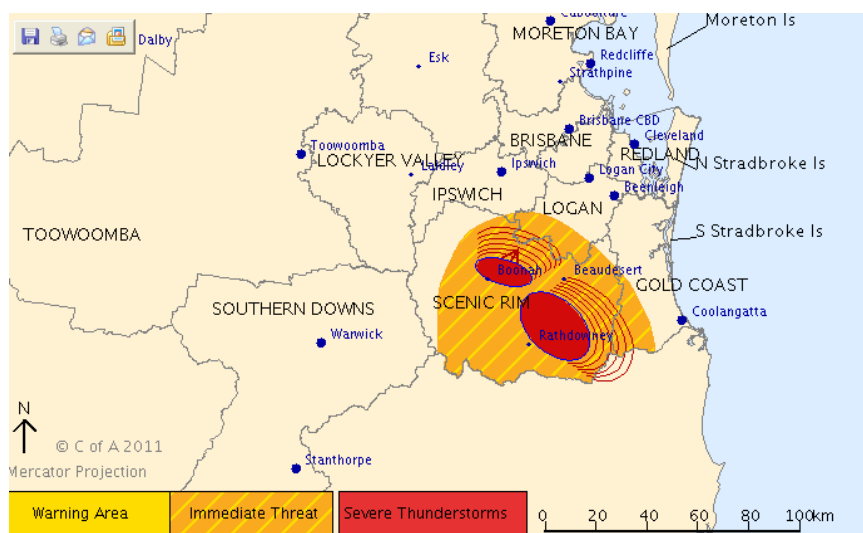 Caboolture
Moreton Is
MORETON BAY
Dalby
Esk
Redcliffe
Strathpine
Brisbane CBD
BRISBANE
Cleveland
Toowoomba
REDLAND
LOCKYER VALLEY
N Stradbroke Is
Laidley
Ipswich
Logan City
IPSWICH
Beenleigh
LOGAN
TOOWOOMBA
S Stradbroke Is
Boonah
Beaudesert
GOLD COAST
SCENIC RIM
SOUTHERN DOWNS
Coolangatta
Warwick
Rathdowney
N
© C of A 2011
Mercator Projection
Stanthorpe
Warning Area
Immediate Threat
Severe Thunderstorms
0 20 40 60 80 100km